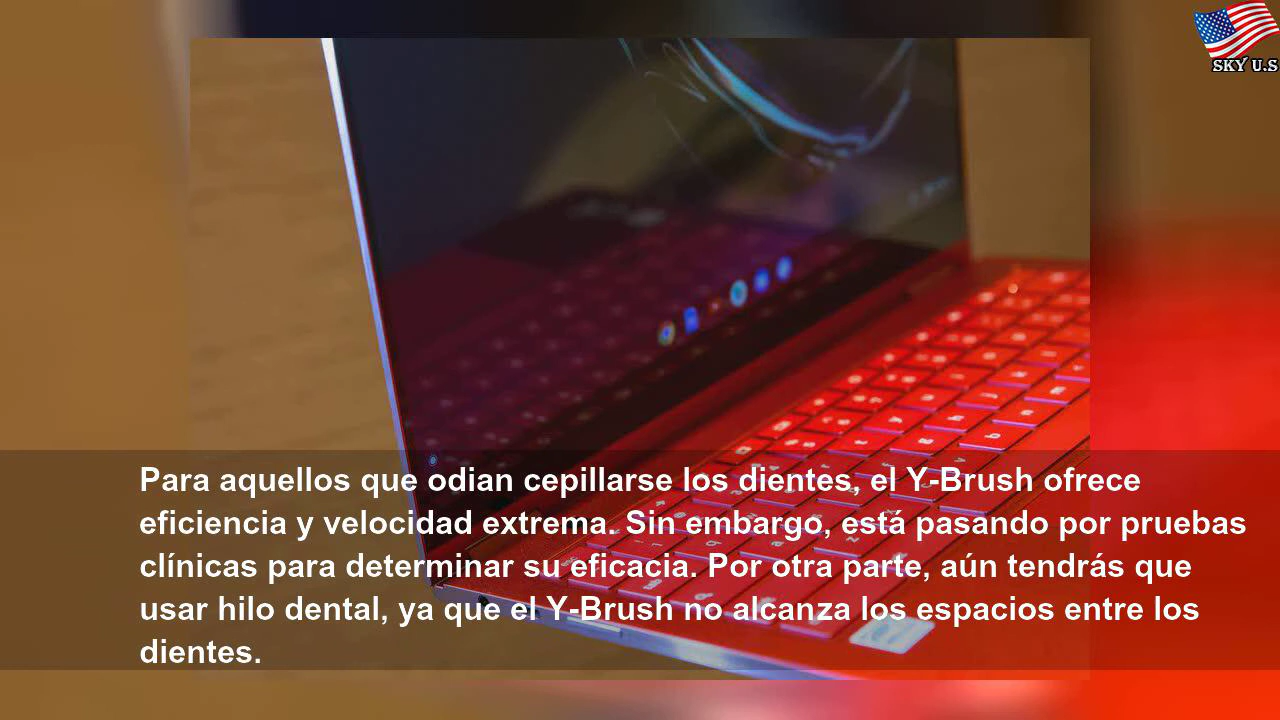 SKY U.S
Para aquellos que odian cepillarse los dientes, el Y-Brush ofrece
eficiencia y velocidad extrema. Sin embargo, está pasando por pruebas
clínicas para determinar su eficacia. Por otra parte, aún tendrás que
usar hilo dental, ya que el Y-Brush no alcanza los espacios entre los
dientes.